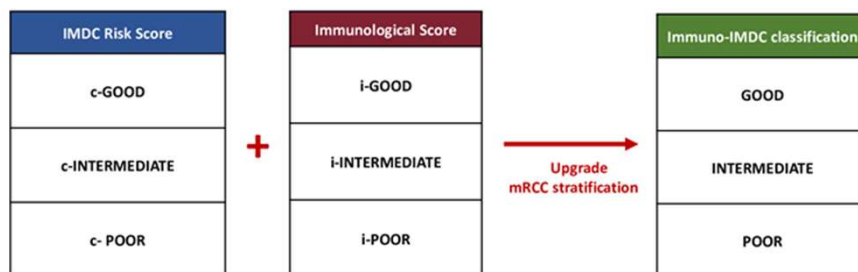 IMDC Risk Score
c-GOOD
c-INTERMEDIATE
c- POOR
+
Immunological Score
i-GOOD
i-INTERMEDIATE
i-POOR
Upgrade
mRCC stratification
Immuno-IMDC classification
GOOD
INTERMEDIATE
POOR